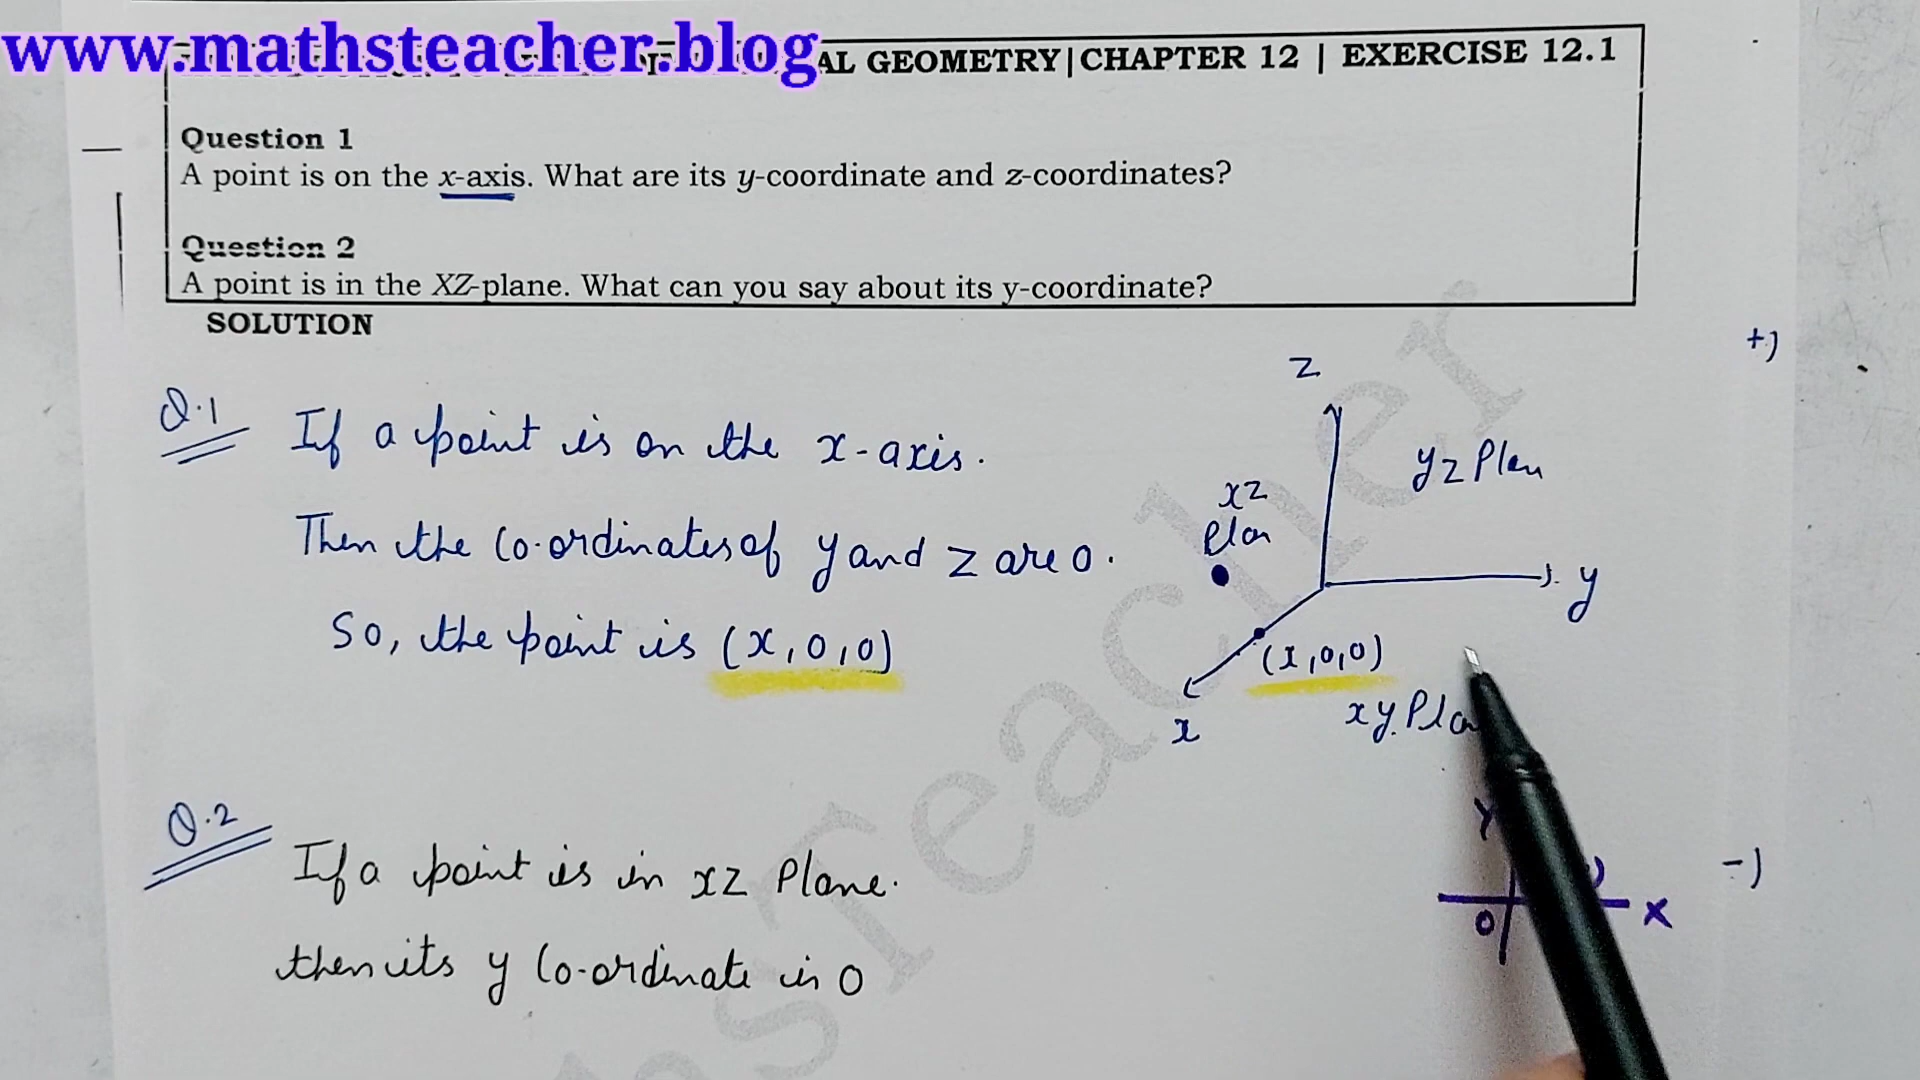 www.mathsteacher.blog
AL GEOMETRY|CHAPTER 12 | EXERCISE 12.1
Question 1
A point is on the x-axis. What are its y-coordinate and z-coordinates?
Question 2
A point is in the XZ-plane. What can you say about its y-coordinate?
SOLUTION
Q.1 If a point is on the x-axis.
Then the Co-ordinates of y and z are 0.
So, the point is (x,0,0)
z
yz Plan
xz
Plan
y
(x,0,0)
x
xy Pla
Q.2 If a point is in xz Plane.
then its y Co-ordinate is 0
Y
O
X
Teacher